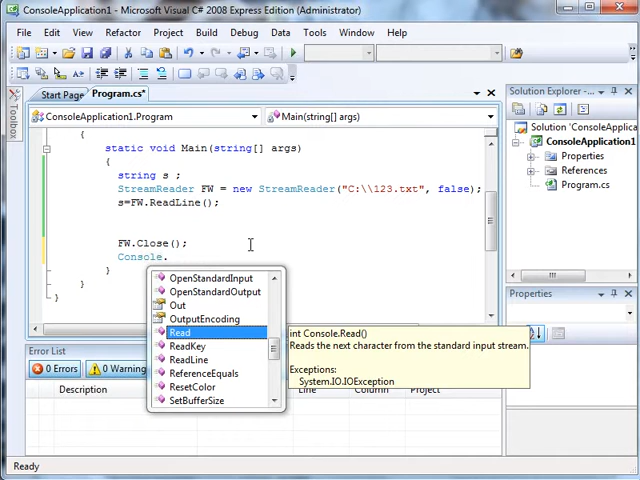 ConsoleApplication1 - Microsoft Visual C# 2008 Express Edition (Administrator)
File Edit View Refactor Project Build Debug Data Tools Window Help
Start Page Program.cs*
ConsoleApplication1.Program
Main(string[] args)
Toolbox
{
static void Main(string[] args)
{
string s ;
StreamReader FW = new StreamReader("C:\\123.txt", false);
s=FW.ReadLine();
FW.Close();
Console.
}
}
}
OpenStandardInput
OpenStandardOutput
Out
OutputEncoding
Read
ReadKey
ReadLine
ReferenceEquals
ResetColor
SetBufferSize
int Console.Read()
Reads the next character from the standard input stream.
Exceptions:
System.IO.IOException
Error List
0 Errors
0 Warning
Description
Column
Project
Solution Explorer -
Solution 'ConsoleApplic
ConsoleApplication1
Properties
References
Program.cs
Properties
Ready